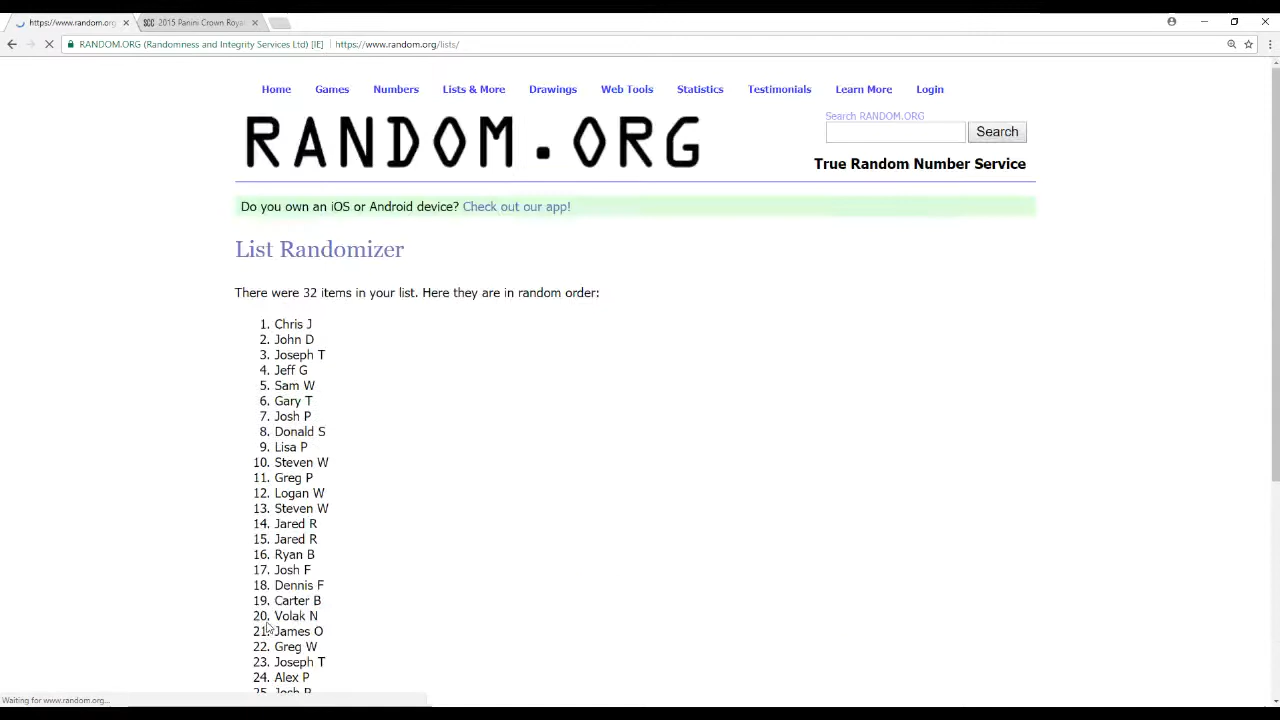 https://www.random.org
SCC 2015 Panini Crown Roya
RANDOM.ORG (Randomness and Integrity Services Ltd) [IE] https://www.random.org/lists/
Home Games Numbers Lists & More Drawings Web Tools Statistics Testimonials Learn More Login
RANDOM.ORG
Search RANDOM.ORG
Search
True Random Number Service
Do you own an iOS or Android device? Check out our app!
List Randomizer
There were 32 items in your list. Here they are in random order:
1. Chris J
2. John D
3. Joseph T
4. Jeff G
5. Sam W
6. Gary T
7. Josh P
8. Donald S
9. Lisa P
10. Steven W
11. Greg P
12. Logan W
13. Steven W
14. Jared R
15. Jared R
16. Ryan B
17. Josh F
18. Dennis F
19. Carter B
20. Volak N
21. James O
22. Greg W
23. Joseph T
24. Alex P
Waiting for www.random.org...